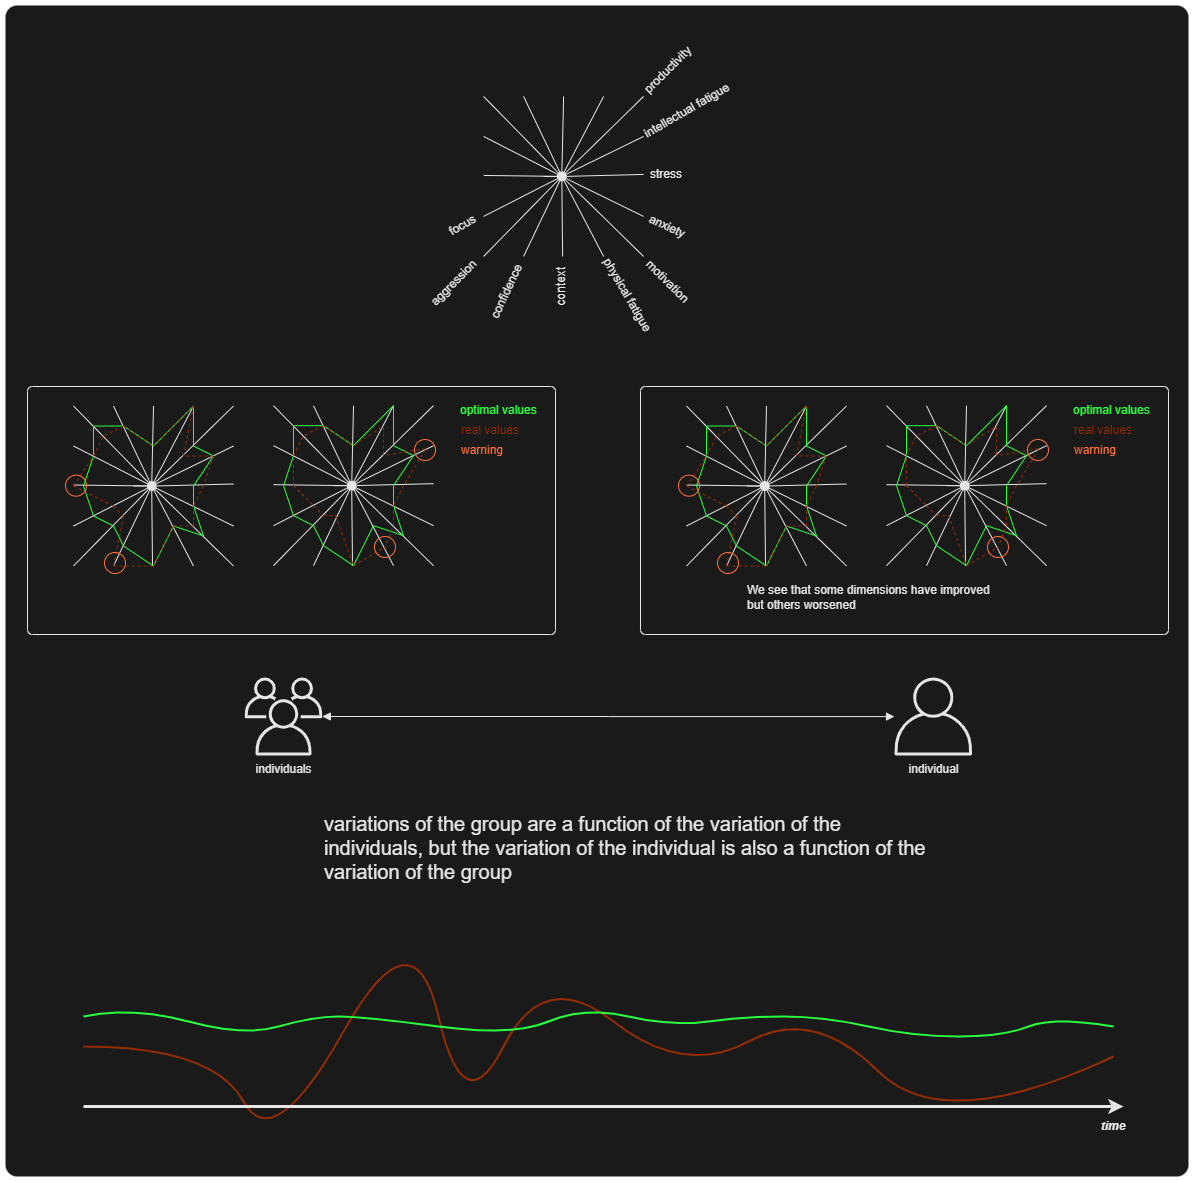 productivity
intellectual fatigue
stress
focus
anxiety
aggression
confidence
context
physical fatigue
motivation
optimal values
real values
warning
optimal values
real values
warning
We see that some dimensions have improved
but others worsened
individuals
individual
variations of the group are a function of the variation of the
individuals, but the variation of the individual is also a function of the
variation of the group
time